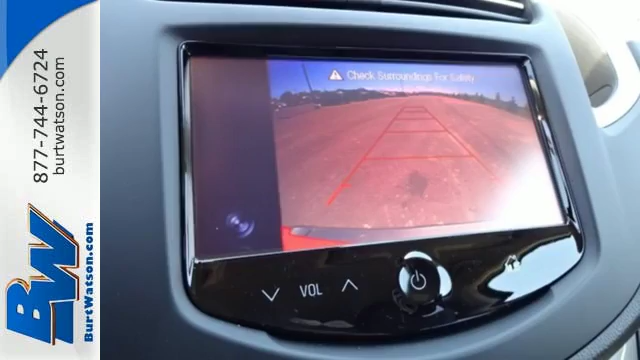 877-744-6724
burtwatson.com
BW
BurtWatson.com
Check Surroundings For Safety
VOL